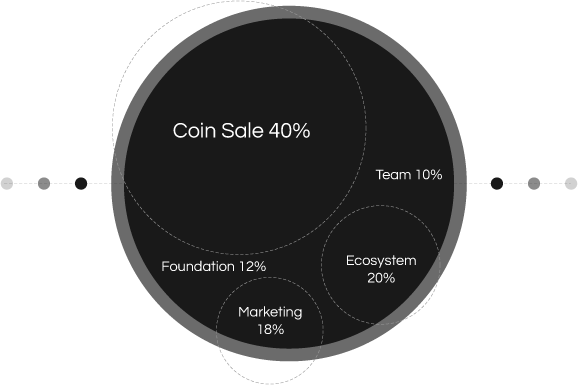 Coin Sale 40%
Team 10%
Ecosystem
20%
Foundation 12%
Marketing
18%